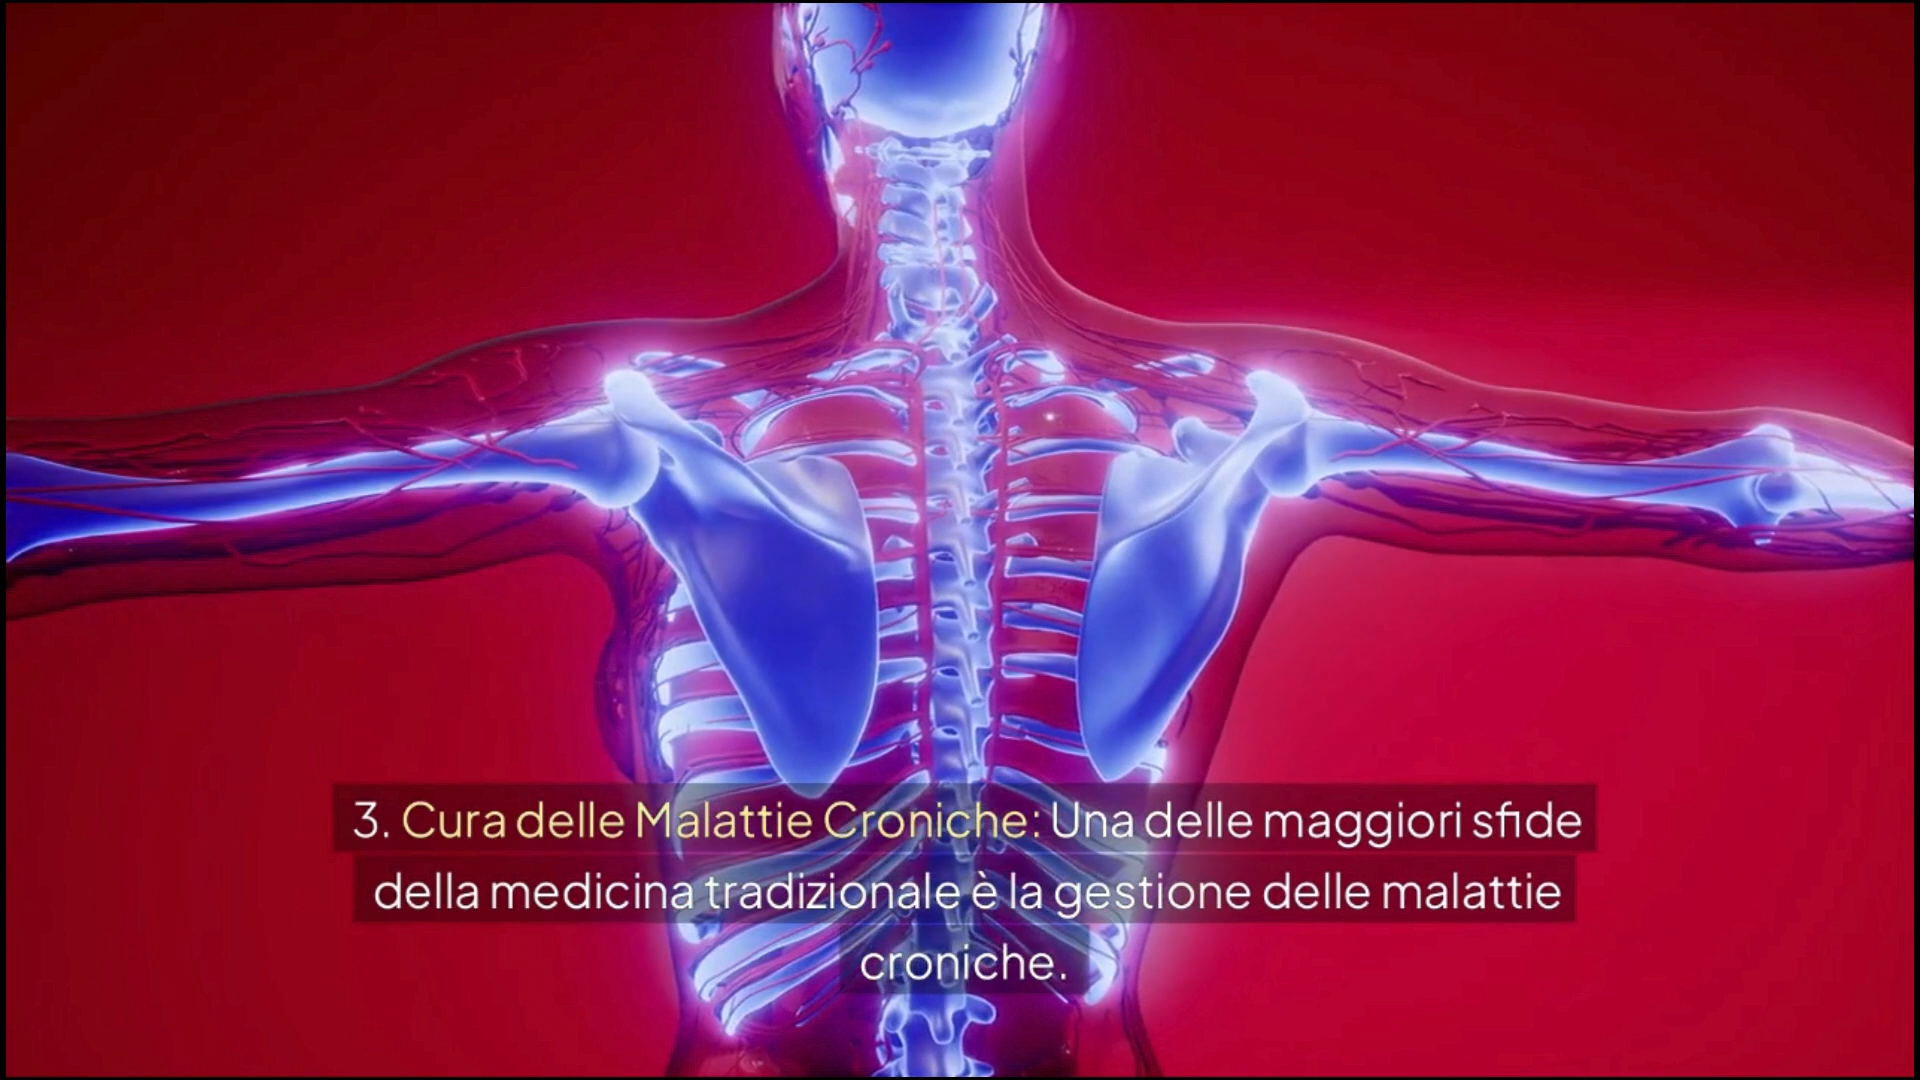 3. Cura delle Malattie Croniche: Una delle maggiori sfide
della medicina tradizionale è la gestione delle malattie
croniche.